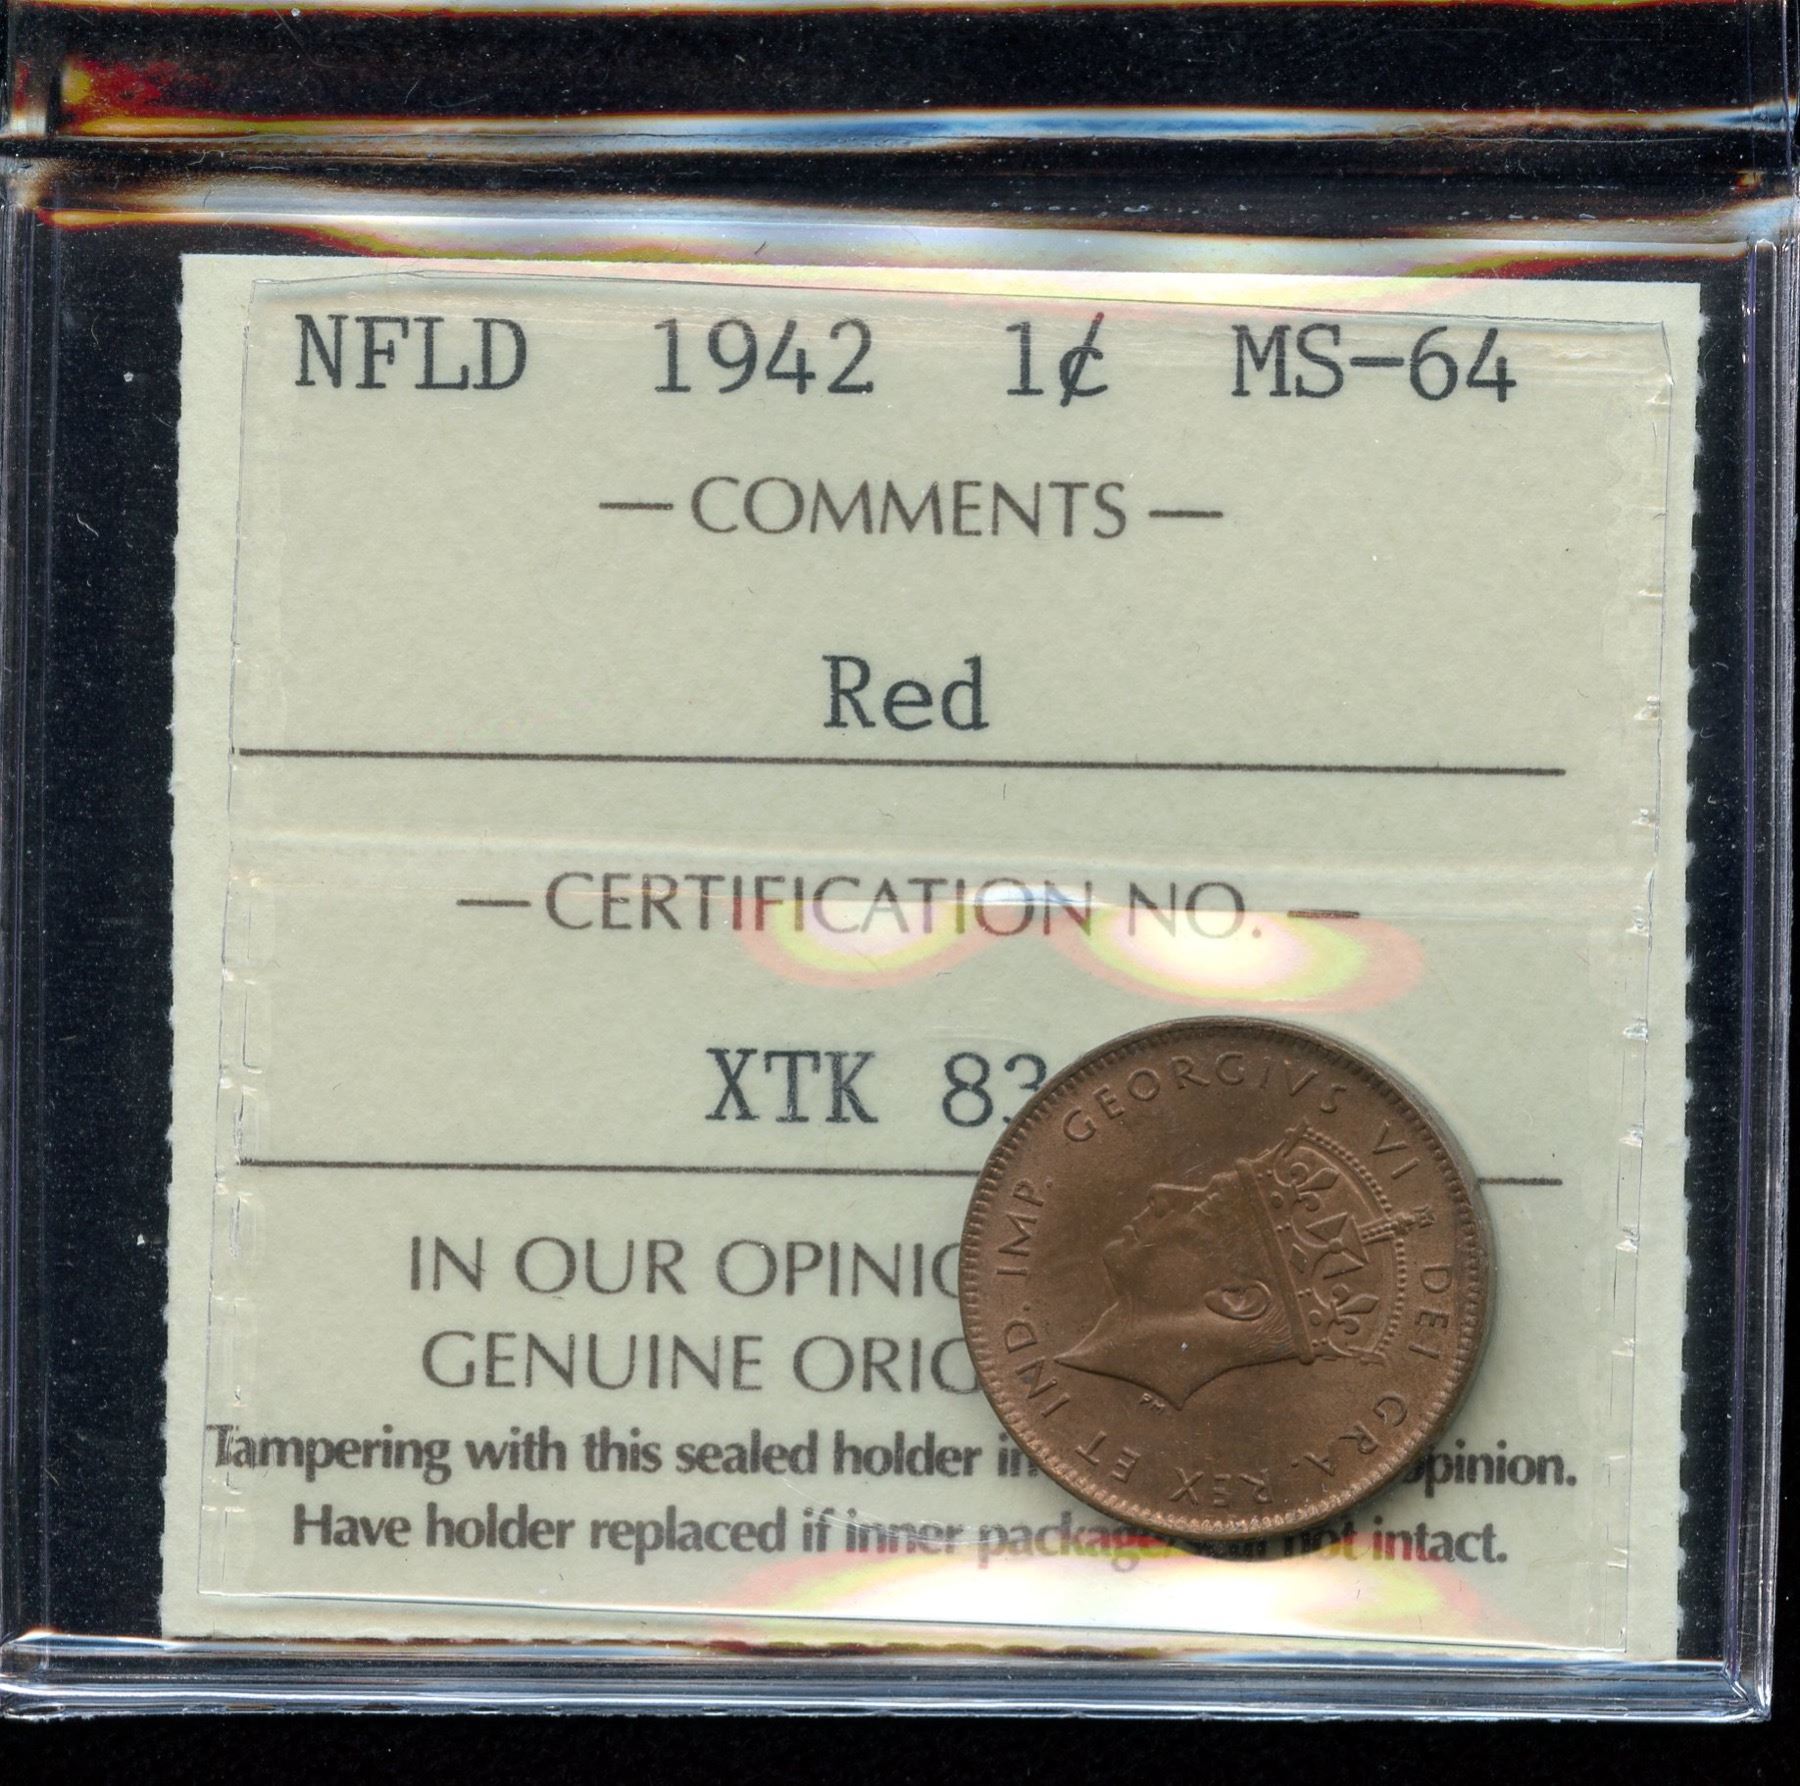 NFLD 1942 1¢ MS-64
— COMMENTS —
Red
— CERTIFICATION NO. —
XTK 83
IN OUR OPINIO
GENUINE ORIG
Tampering with this sealed holder in pinion.
Have holder replaced if inner package not intact.
GEORGIVS VI DEI GRA. REX ET IND. IMP.
PM